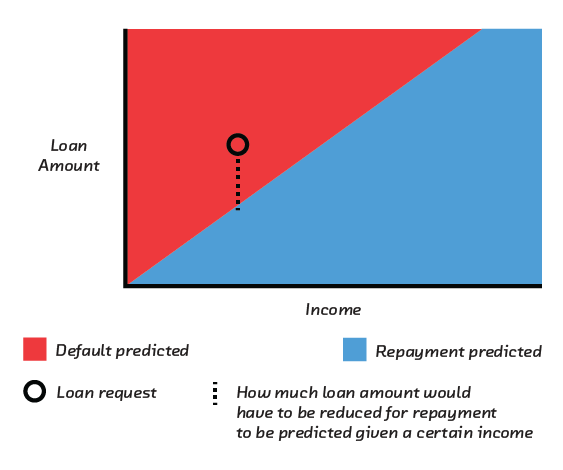 Loan
Amount
Income
Default predicted
Repayment predicted
Loan request
How much loan amount would
have to be reduced for repayment
to be predicted given a certain income